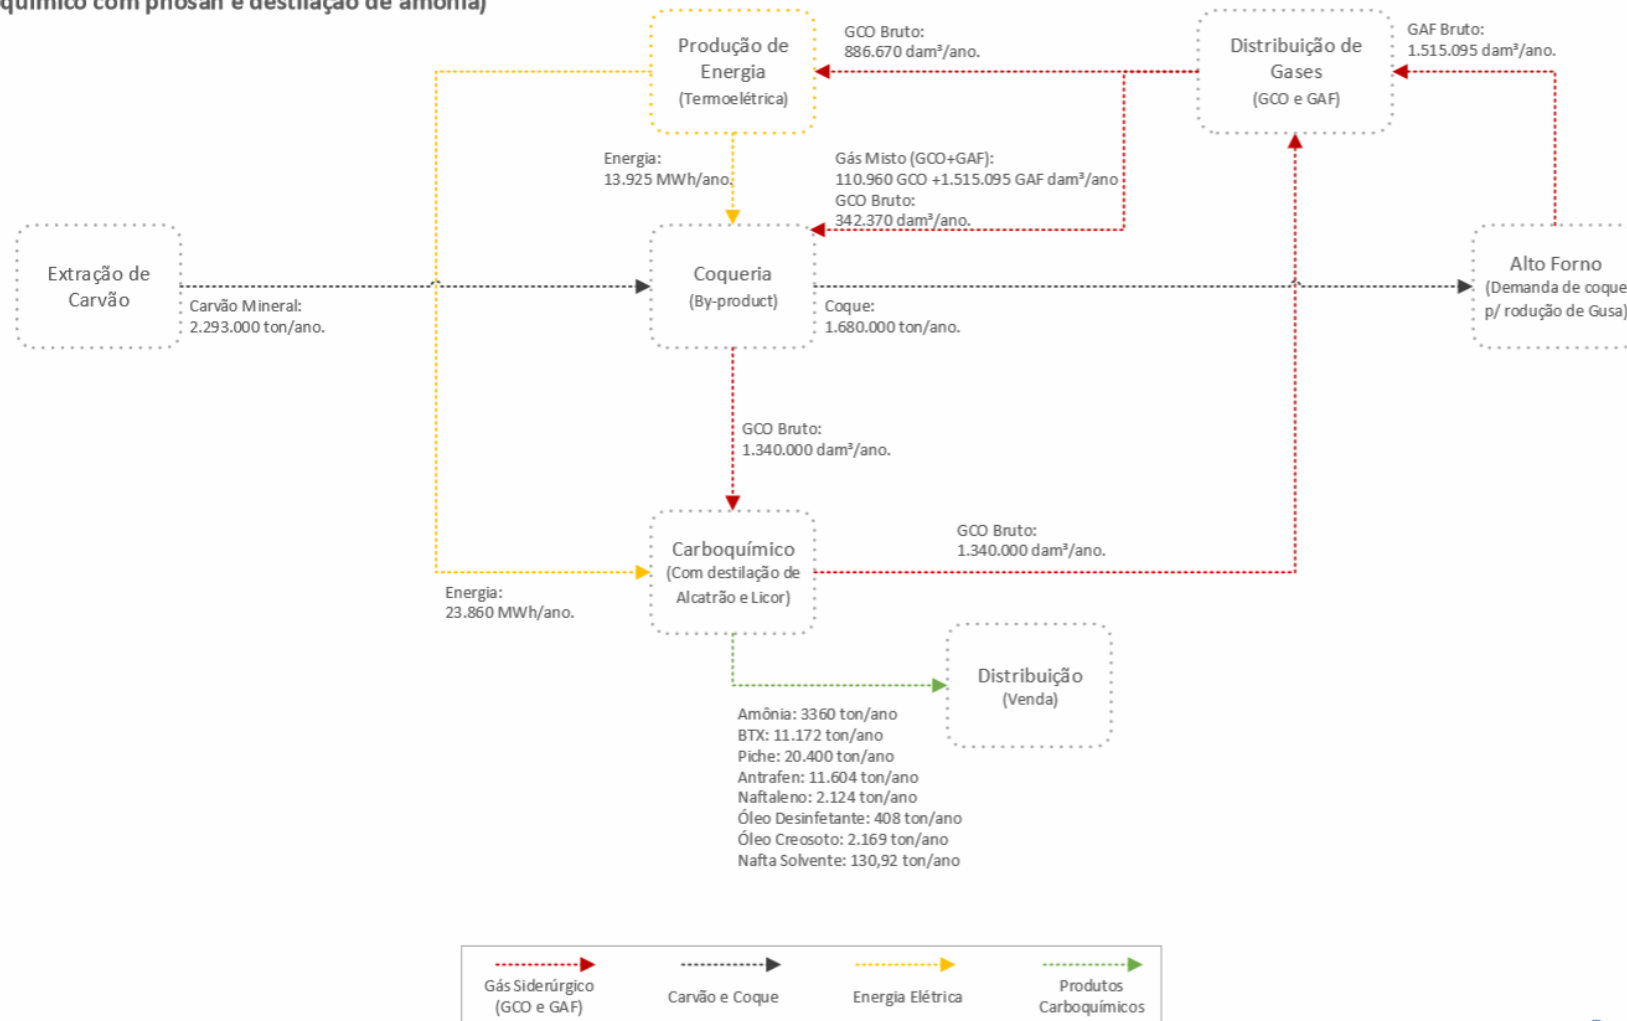 químico com phosan e destilação de amônia)
Produção de
Energia
(Termoelétrica)
GCO Bruto:
886.670 dam³/ano.
Distribuição de
Gases
(GCO e GAF)
GAF Bruto:
1.515.095 dam³/ano.
Energia:
13.925 MWh/ano.
Gás Misto (GCO+GAF):
110.960 GCO +1.515.095 GAF dam³/ano
GCO Bruto:
342.370 dam³/ano.
Extração de
Carvão
Carvão Mineral:
2.293.000 ton/ano.
Coqueria
(By-product)
Coque:
1.680.000 ton/ano.
Alto Forno
(Demanda de coque
p/ rodução de Gusa)
GCO Bruto:
1.340.000 dam³/ano.
Carboquímico
(Com destilação de
Alcatrão e Licor)
GCO Bruto:
1.340.000 dam³/ano.
Energia:
23.860 MWh/ano.
Distribuição
(Venda)
Amônia: 3360 ton/ano
BTX: 11.172 ton/ano
Piche: 20.400 ton/ano
Antrafen: 11.604 ton/ano
Naftaleno: 2.124 ton/ano
Óleo Desinfetante: 408 ton/ano
Óleo Creosoto: 2.169 ton/ano
Nafta Solvente: 130,92 ton/ano
Gás Siderúrgico
(GCO e GAF)
Carvão e Coque
Energia Elétrica
Produtos
Carboquímicos